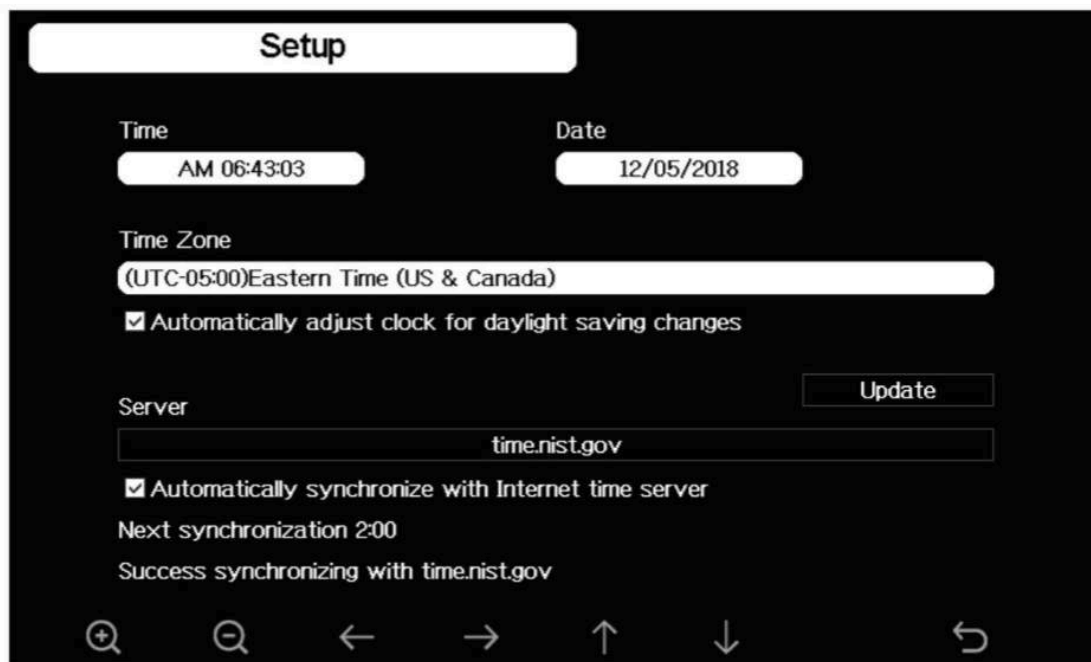 Setup
Time Date
AM 06:43:03 12/05/2018
Time Zone
(UTC-05:00)Eastern Time (US & Canada)
Automatically adjust clock for daylight saving changes
Update
Server
time.nist.gov
Automatically synchronize with Internet time server
Next synchronization 2:00
Success synchronizing with time.nist.gov